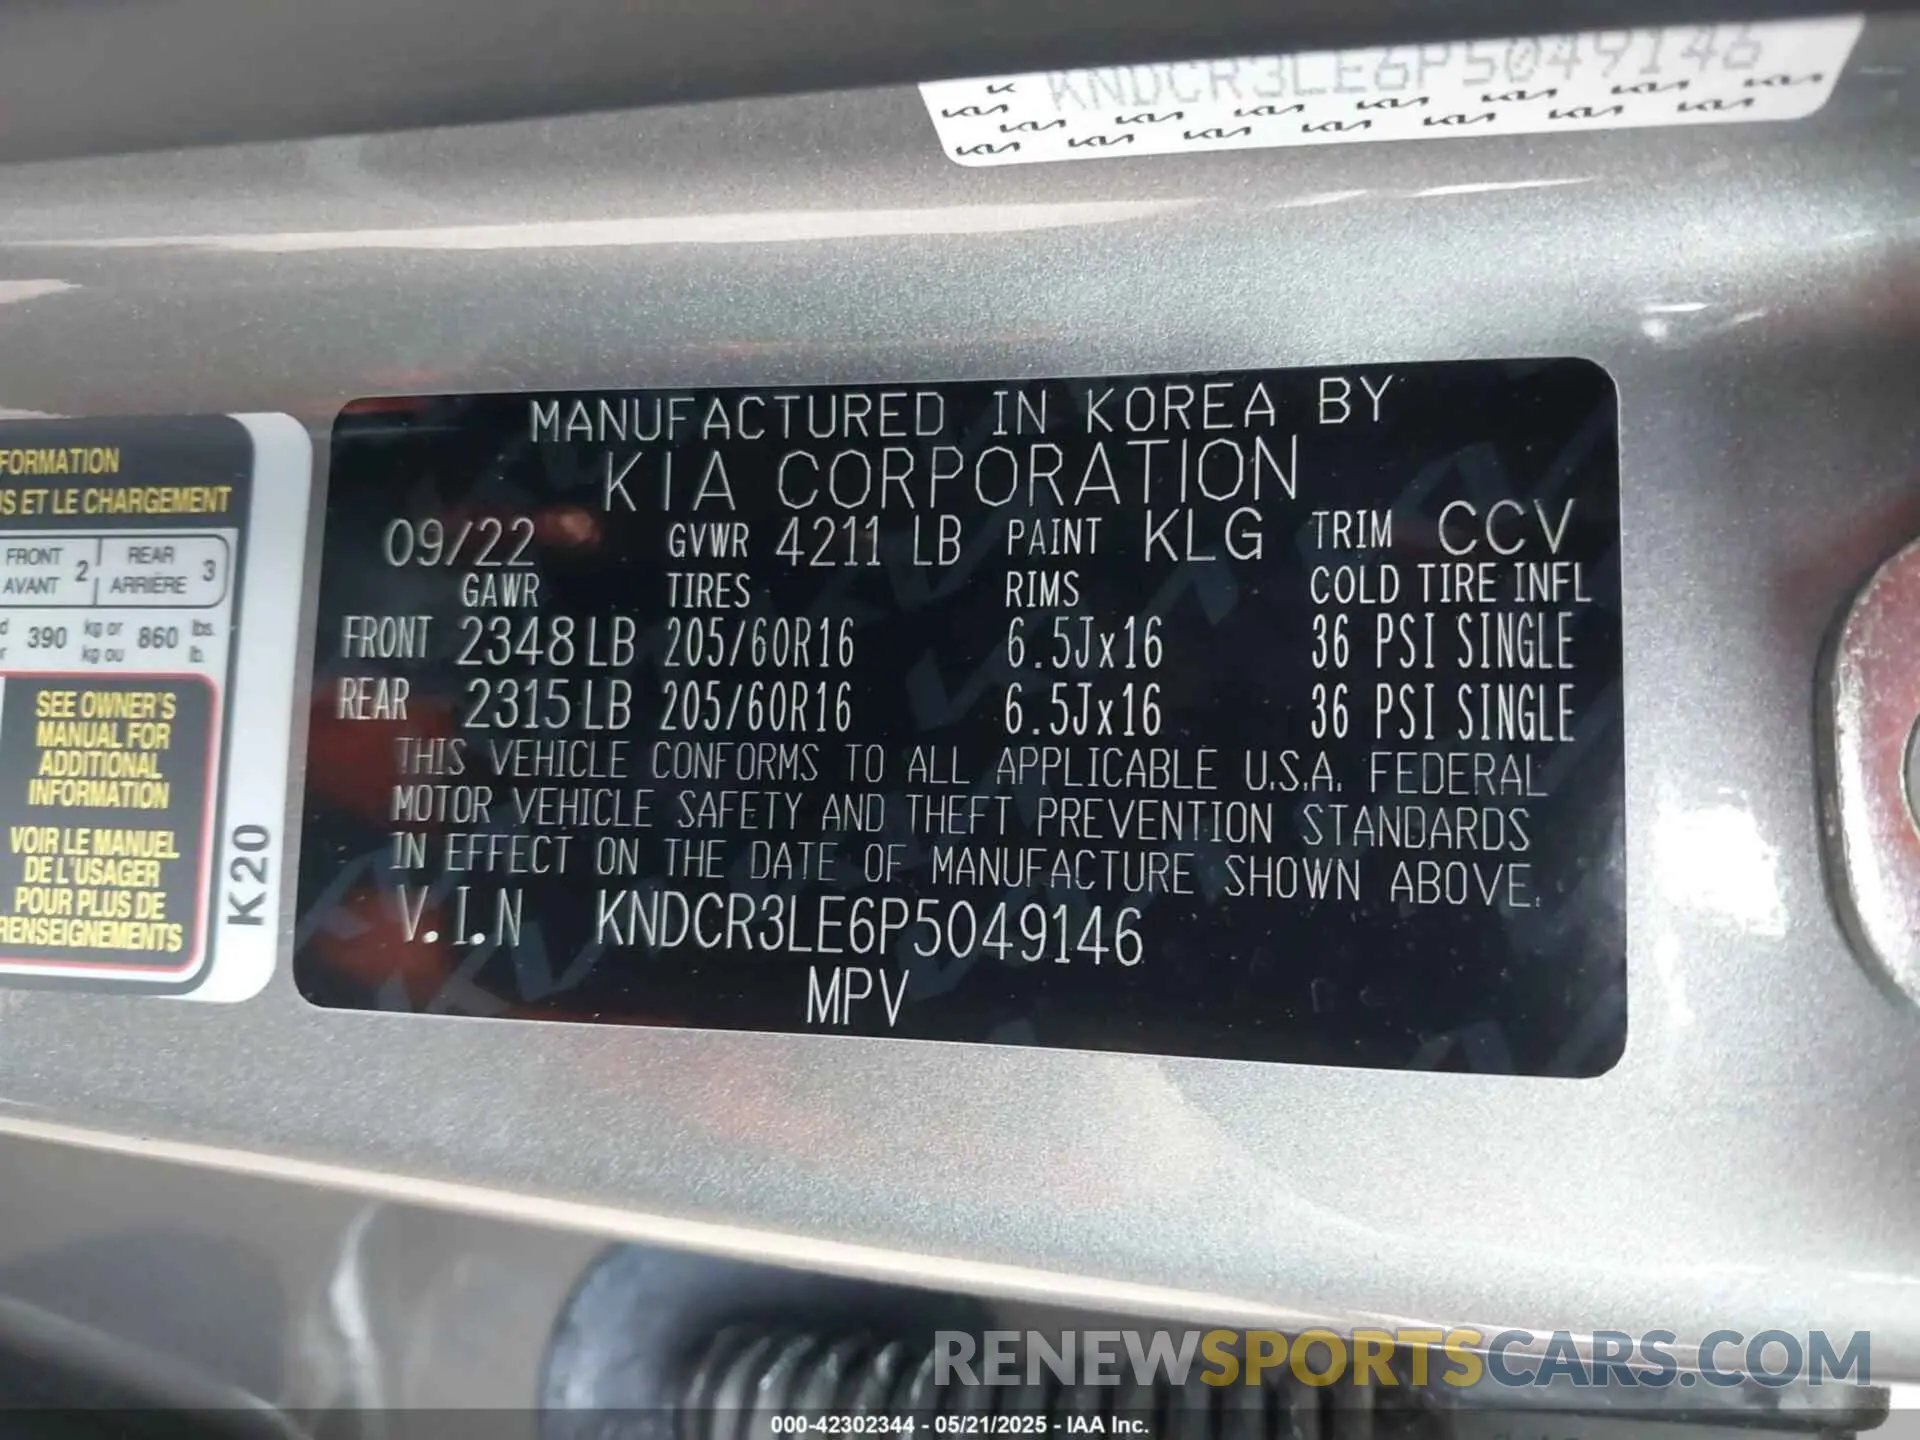 KNDCR3LE6P5049146
FORMATION
S ET LE CHARGEMENT
FRONT
AVANT 2
REAR
ARRIÈRE 3
390 kg or
kg ou 860 lbs.
lb.
SEE OWNER'S
MANUAL FOR
ADDITIONAL
INFORMATION
VOIR LE MANUEL
DE L'USAGER
POUR PLUS DE
RENSEIGNEMENTS
K20
MANUFACTURED IN KOREA BY
KIA CORPORATION
09/22 GVWR 4211 LB PAINT KLG TRIM CCV
GAWR TIRES RIMS COLD TIRE INFL
FRONT 2348LB 205/60R16 6.5Jx16 36 PSI SINGLE
REAR 2315LB 205/60R16 6.5Jx16 36 PSI SINGLE
THIS VEHICLE CONFORMS TO ALL APPLICABLE U.S.A. FEDERAL
MOTOR VEHICLE SAFETY AND THEFT PREVENTION STANDARDS
IN EFFECT ON THE DATE OF MANUFACTURE SHOWN ABOVE.
V.I.N KNDCR3LE6P5049146
MPV
RENEWSPORTSCARS.COM
000-42302344 - 05/21/2025 - IAA Inc.